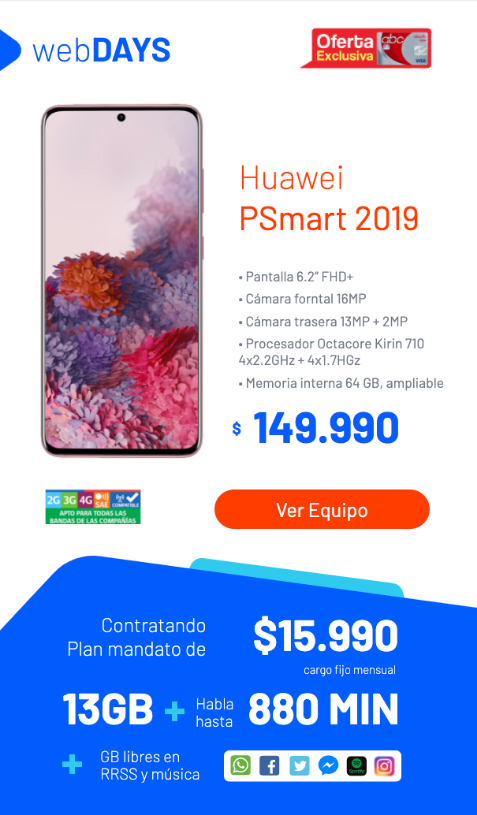 webDAYS
Oferta
Exclusiva
abc
VISA
Huawei
PSmart 2019
• Pantalla 6.2" FHD+
• Cámara forntal 16MP
• Cámara trasera 13MP + 2MP
• Procesador Octacore Kirin 710
4x2.2GHz + 4x1.7HGz
• Memoria interna 64 GB, ampliable
$ 149.990
2G 3G 4G SAE COMPATIBLE
APTO PARA TODAS LAS
BANDAS DE LAS COMPAÑÍAS
Ver Equipo
Contratando
Plan mandato de
$15.990
cargo fijo mensual
13GB + Habla
hasta
880 MIN
+ GB libres en
RRSS y música
Spotify